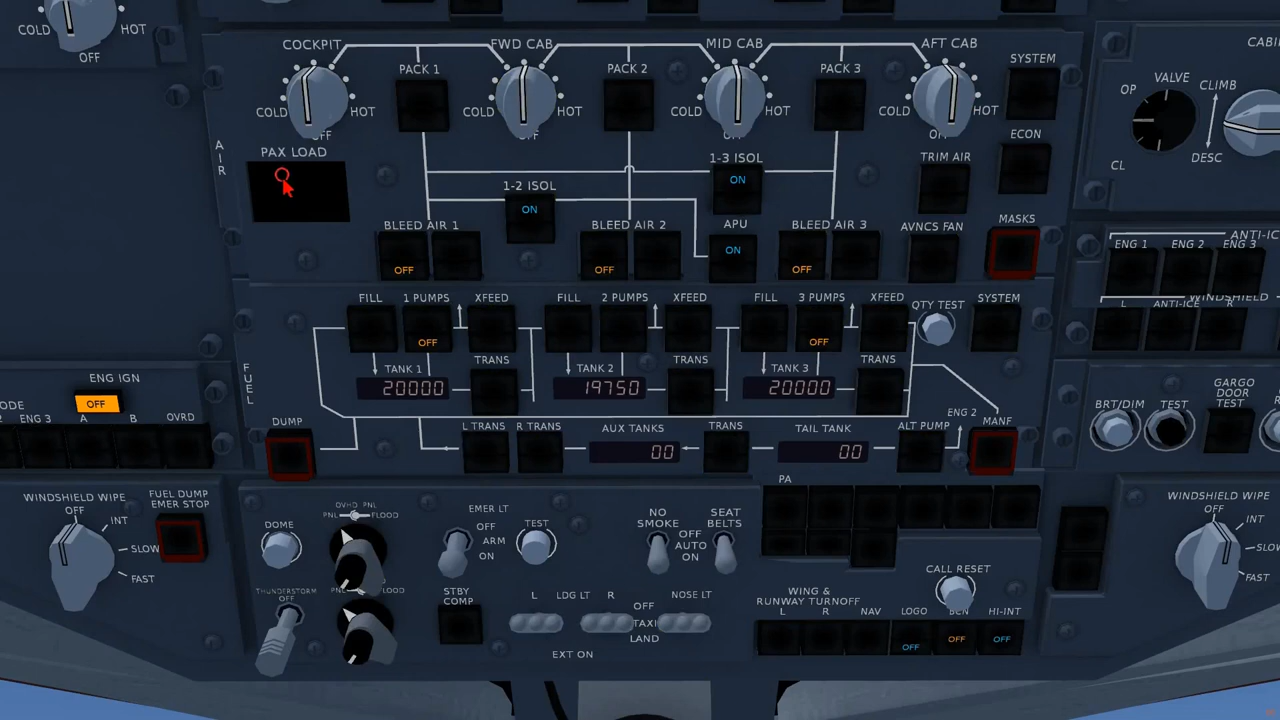 COLD
HOT
OFF
COCKPIT
FWD CAB
MID CAB
AFT CAB
SYSTEM
PACK 1
PACK 2
PACK 3
COLD
HOT
COLD
HOT
COLD
HOT
COLD
HOT
OFF
OFF
OFF
OFF
ECON
AIR
PAX LOAD
1-3 ISOL
ON
TRIM AIR
1-2 ISOL
ON
BLEED AIR 1
BLEED AIR 2
APU
BLEED AIR 3
AVNCS FAN
MASKS
OFF
OFF
ON
OFF
CABI
VALVE
OP
CLIMB
CL
DESC
ANTI-IC
ENG 1
ENG 2
ENG 3
WINDSHIELD
L
ANTI-ICE
R
FILL
1 PUMPS
XFEED
FILL
2 PUMPS
XFEED
FILL
3 PUMPS
XFEED
QTY TEST
SYSTEM
OFF
OFF
FUEL
TANK 1
TRANS
TANK 2
TRANS
TANK 3
TRANS
20000
19750
20000
DUMP
L TRANS
R TRANS
AUX TANKS
TRANS
TAIL TANK
ALT PUMP
ENG 2
MANF
00
00
ENG IGN
OFF
ODE
ENG 3
A
B
OVRD
GARGO
DOOR
TEST
BRT/DIM
TEST
WINDSHIELD WIPE
OFF
INT
SLOW
FAST
FUEL DUMP
EMER STOP
DOME
OVHD PNL
PNL
FLOOD
EMER LT
OFF
ARM
ON
TEST
NO
SMOKE
SEAT
BELTS
OFF
AUTO
ON
PA
CALL RESET
THUNDERSTORM
OFF
FLOOD
STBY
COMP
L
LDG LT
R
NOSE LT
OFF
TAXI
LAND
EXT ON
WING &
RUNWAY TURNOFF
L
R
NAV
LOGO
BCN
HI-INT
OFF
OFF
OFF
WINDSHIELD WIPE
OFF
INT
SLOW
FAST